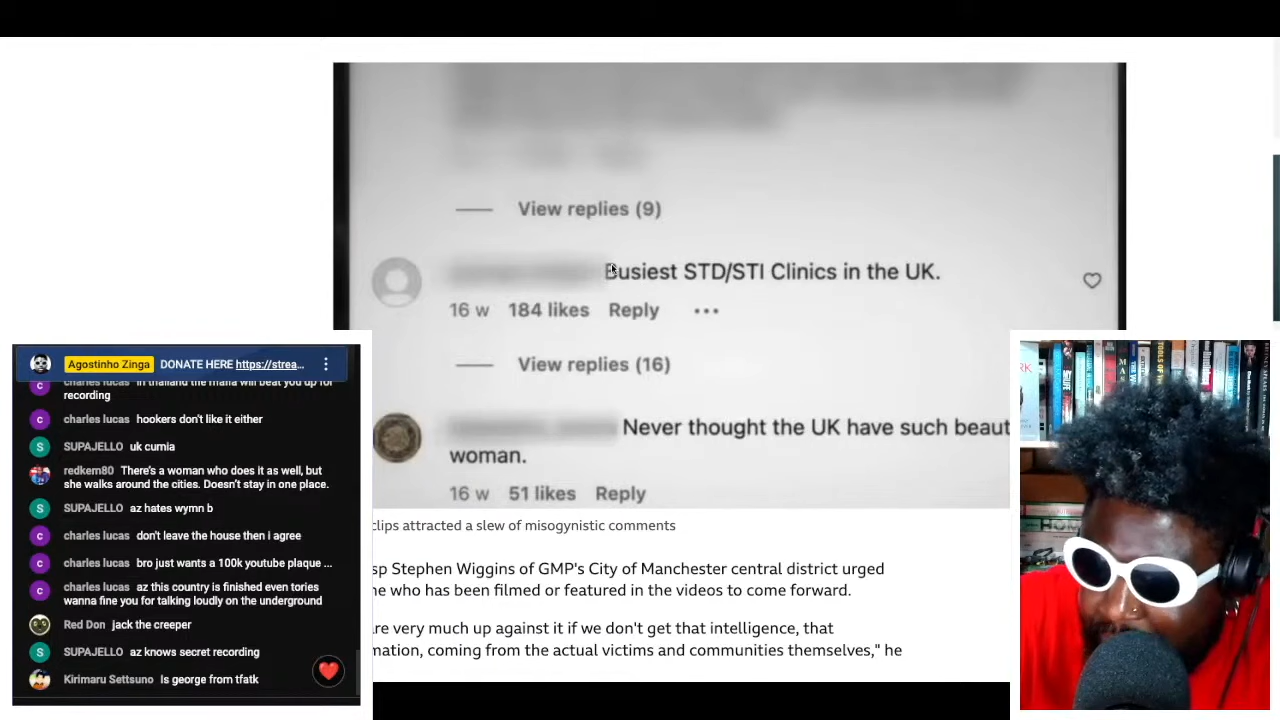 View replies (9)
Busiest STD/STI Clinics in the UK.
16 w 184 likes Reply
View replies (16)
Never thought the UK have such beaut
woman.
16 w 51 likes Reply
clips attracted a slew of misogynistic comments
sp Stephen Wiggins of GMP's City of Manchester central district urged
ne who has been filmed or featured in the videos to come forward.
re very much up against it if we don't get that intelligence, that
mation, coming from the actual victims and communities themselves," he
Agostinho Zinga DONATE HERE https://strea...
charles lucas in thailand the mafia will beat you up for
recording
charles lucas hookers don't like it either
SUPAJELLO uk cumia
redkem80 There's a woman who does it as well, but
she walks around the cities. Doesn't stay in one place.
SUPAJELLO az hates wymn b
charles lucas don't leave the house then i agree
charles lucas bro just wants a 100k youtube plaque ...
charles lucas az this country is finished even tories
wanna fine you for talking loudly on the underground
Red Don jack the creeper
SUPAJELLO az knows secret recording
Kirimaru Settsuno Is george from tfatk